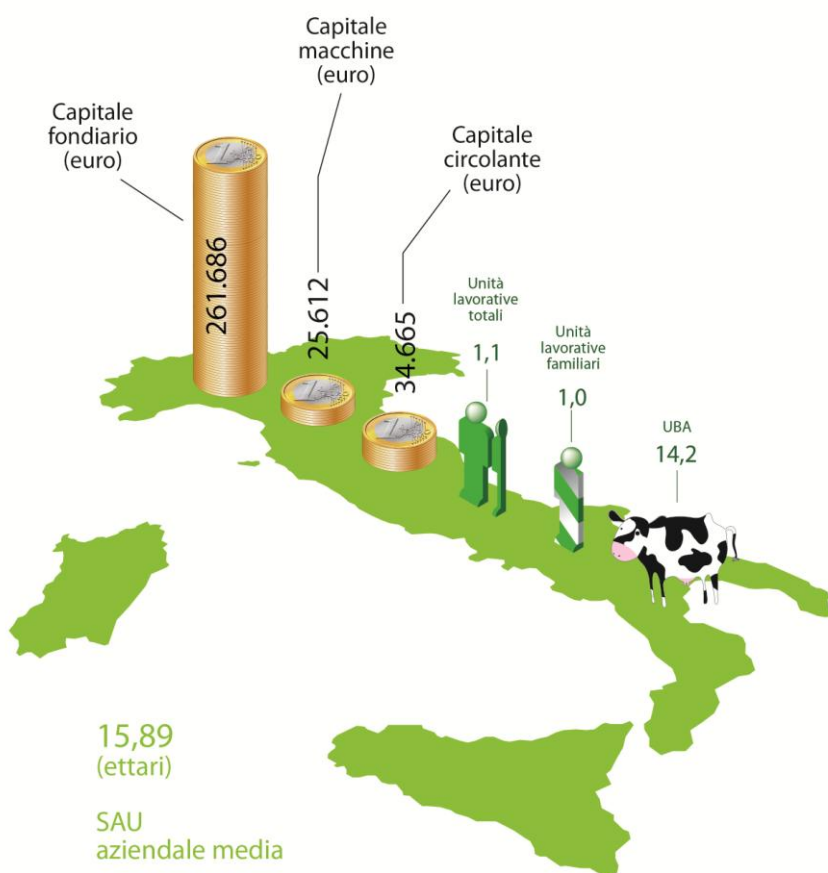 Capitale
macchine
(euro)
Capitale
fondiario
(euro)
Capitale
circolante
(euro)
261.686
25.612
34.665
Unità
lavorative
totali
1,1
Unità
lavorative
familiari
1,0
UBA
14,2
15,89
(ettari)
SAU
aziendale media